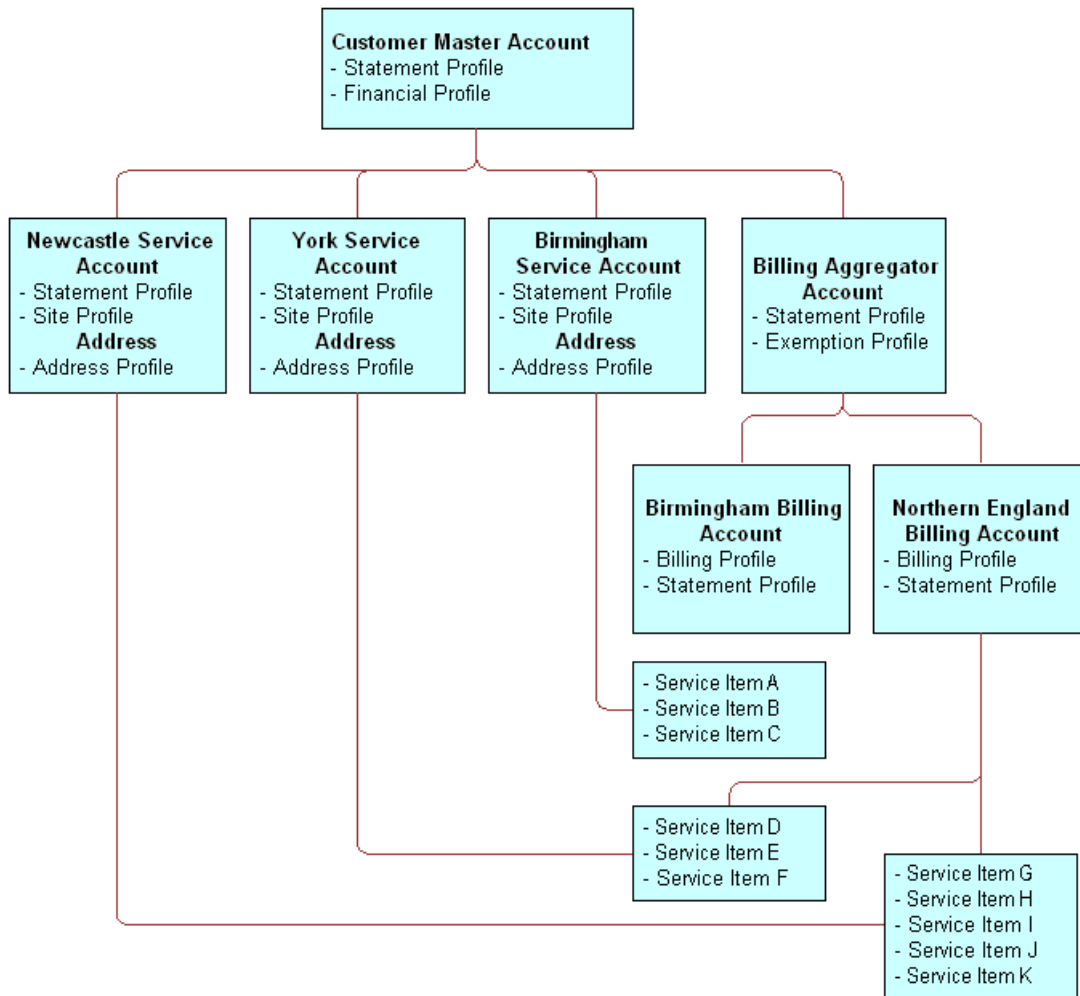 Customer Master Account
- Statement Profile
- Financial Profile
Newcastle Service
Account
- Statement Profile
- Site Profile
Address
- Address Profile
York Service
Account
- Statement Profile
- Site Profile
Address
- Address Profile
Birmingham
Service Account
- Statement Profile
- Site Profile
Address
- Address Profile
Billing Aggregator
Account
- Statement Profile
- Exemption Profile
Birmingham Billing
Account
- Billing Profile
- Statement Profile
Northern England
Billing Account
- Billing Profile
- Statement Profile
- Service Item A
- Service Item B
- Service Item C
- Service Item D
- Service Item E
- Service Item F
- Service Item G
- Service Item H
- Service Item I
- Service Item J
- Service Item K